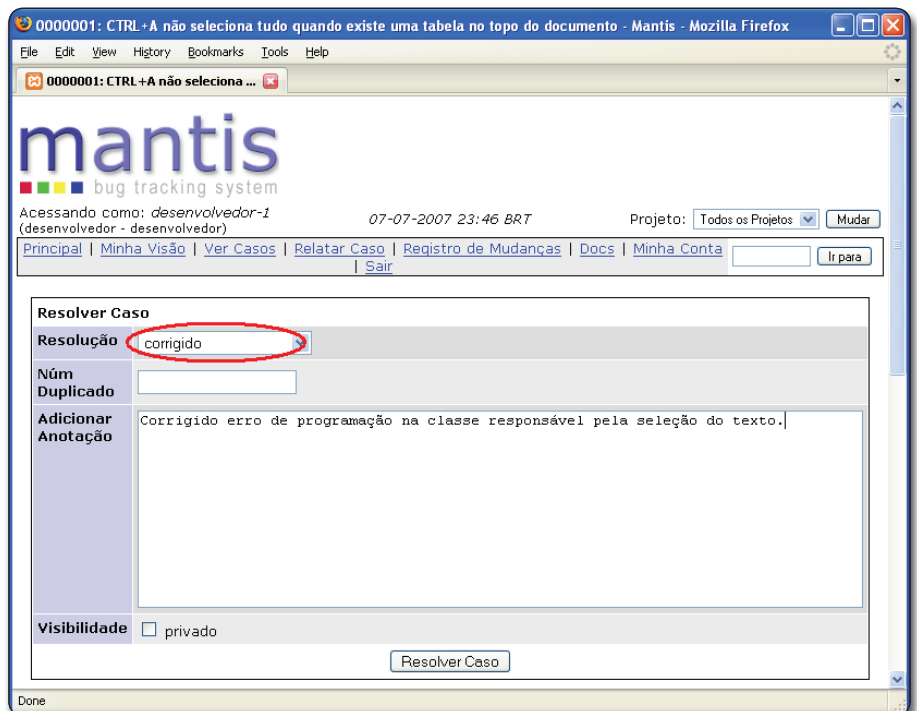 0000001: CTRL+A não seleciona tudo quando existe uma tabela no topo do documento - Mantis - Mozilla Firefox
File Edit View History Bookmarks Tools Help
0000001: CTRL+A não seleciona ...
mantis
bug tracking system
Acessando como: desenvolvedor-1
(desenvolvedor - desenvolvedor)
07-07-2007 23:46 BRT
Projeto: Todos os Projetos Mudar
Principal | Minha Visão | Ver Casos | Relatar Caso | Registro de Mudanças | Docs | Minha Conta
| Sair
Ir para
Resolver Caso
Resolução corrigido
Núm
Duplicado
Adicionar
Anotação
Corrigido erro de programação na classe responsável pela seleção do texto.
Visibilidade privado
Resolver Caso
Done